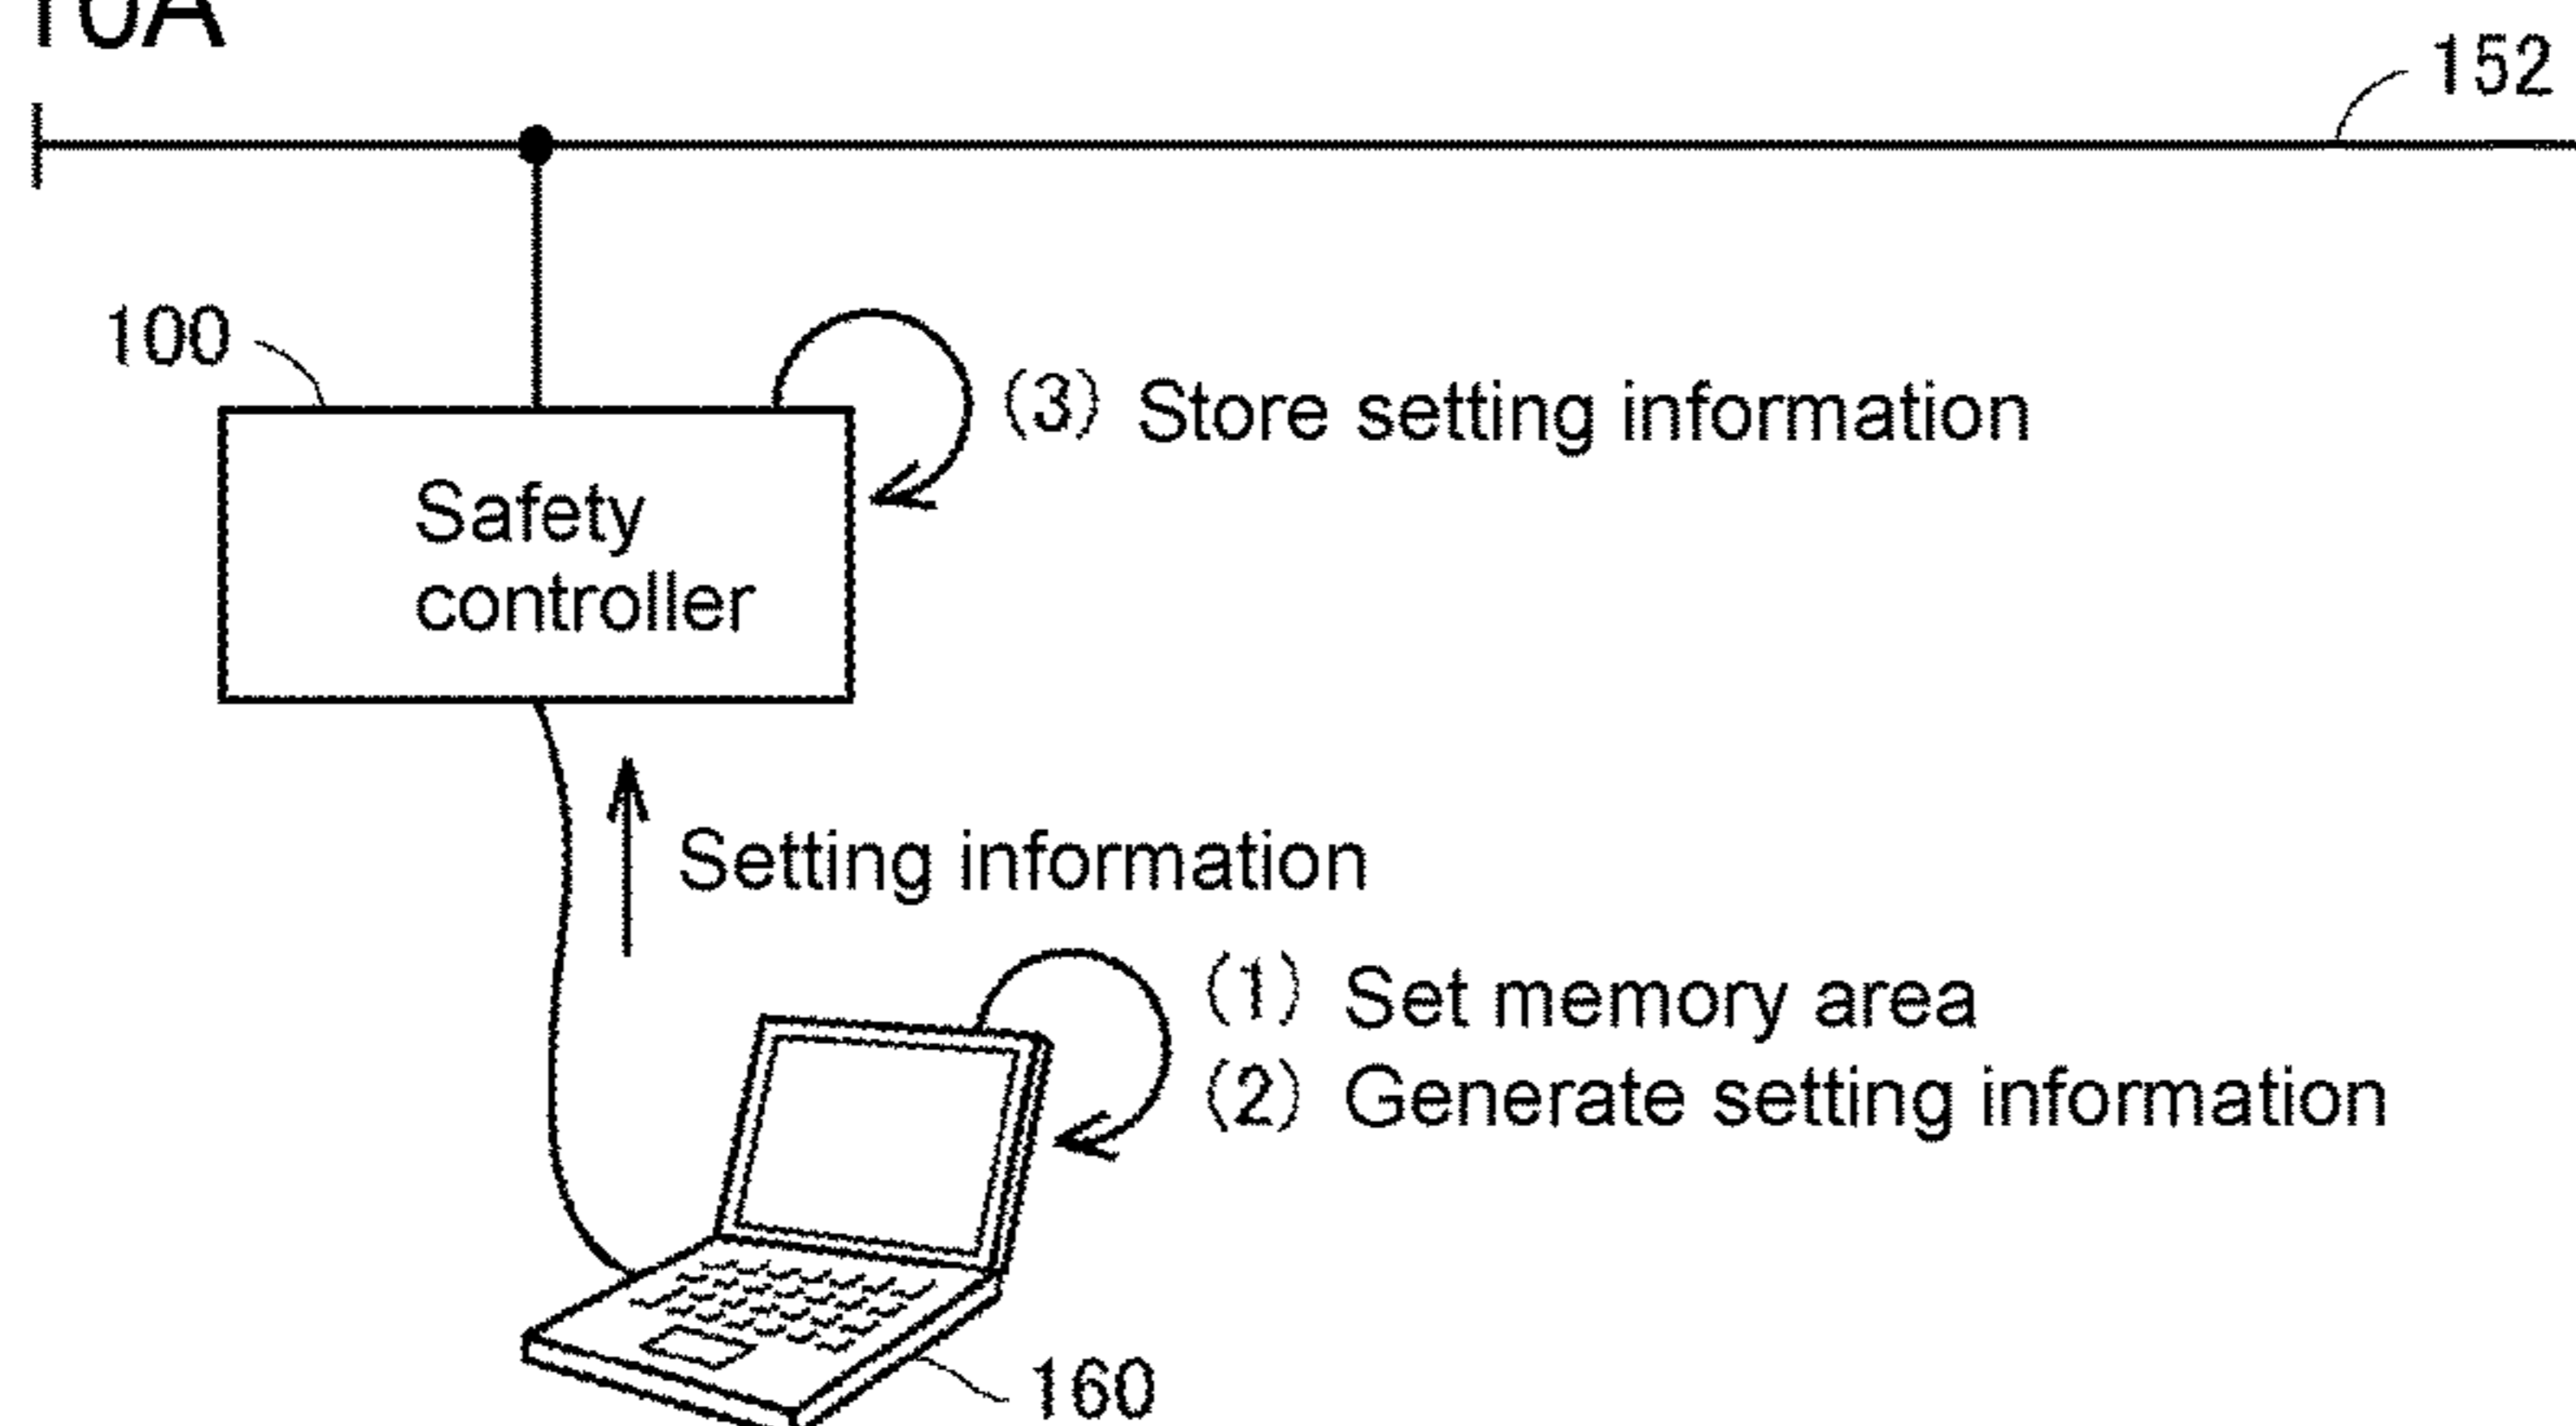 10A
152
100
(3) Store setting information
Safety
controller
Setting information
(1) Set memory area
(2) Generate setting information
160